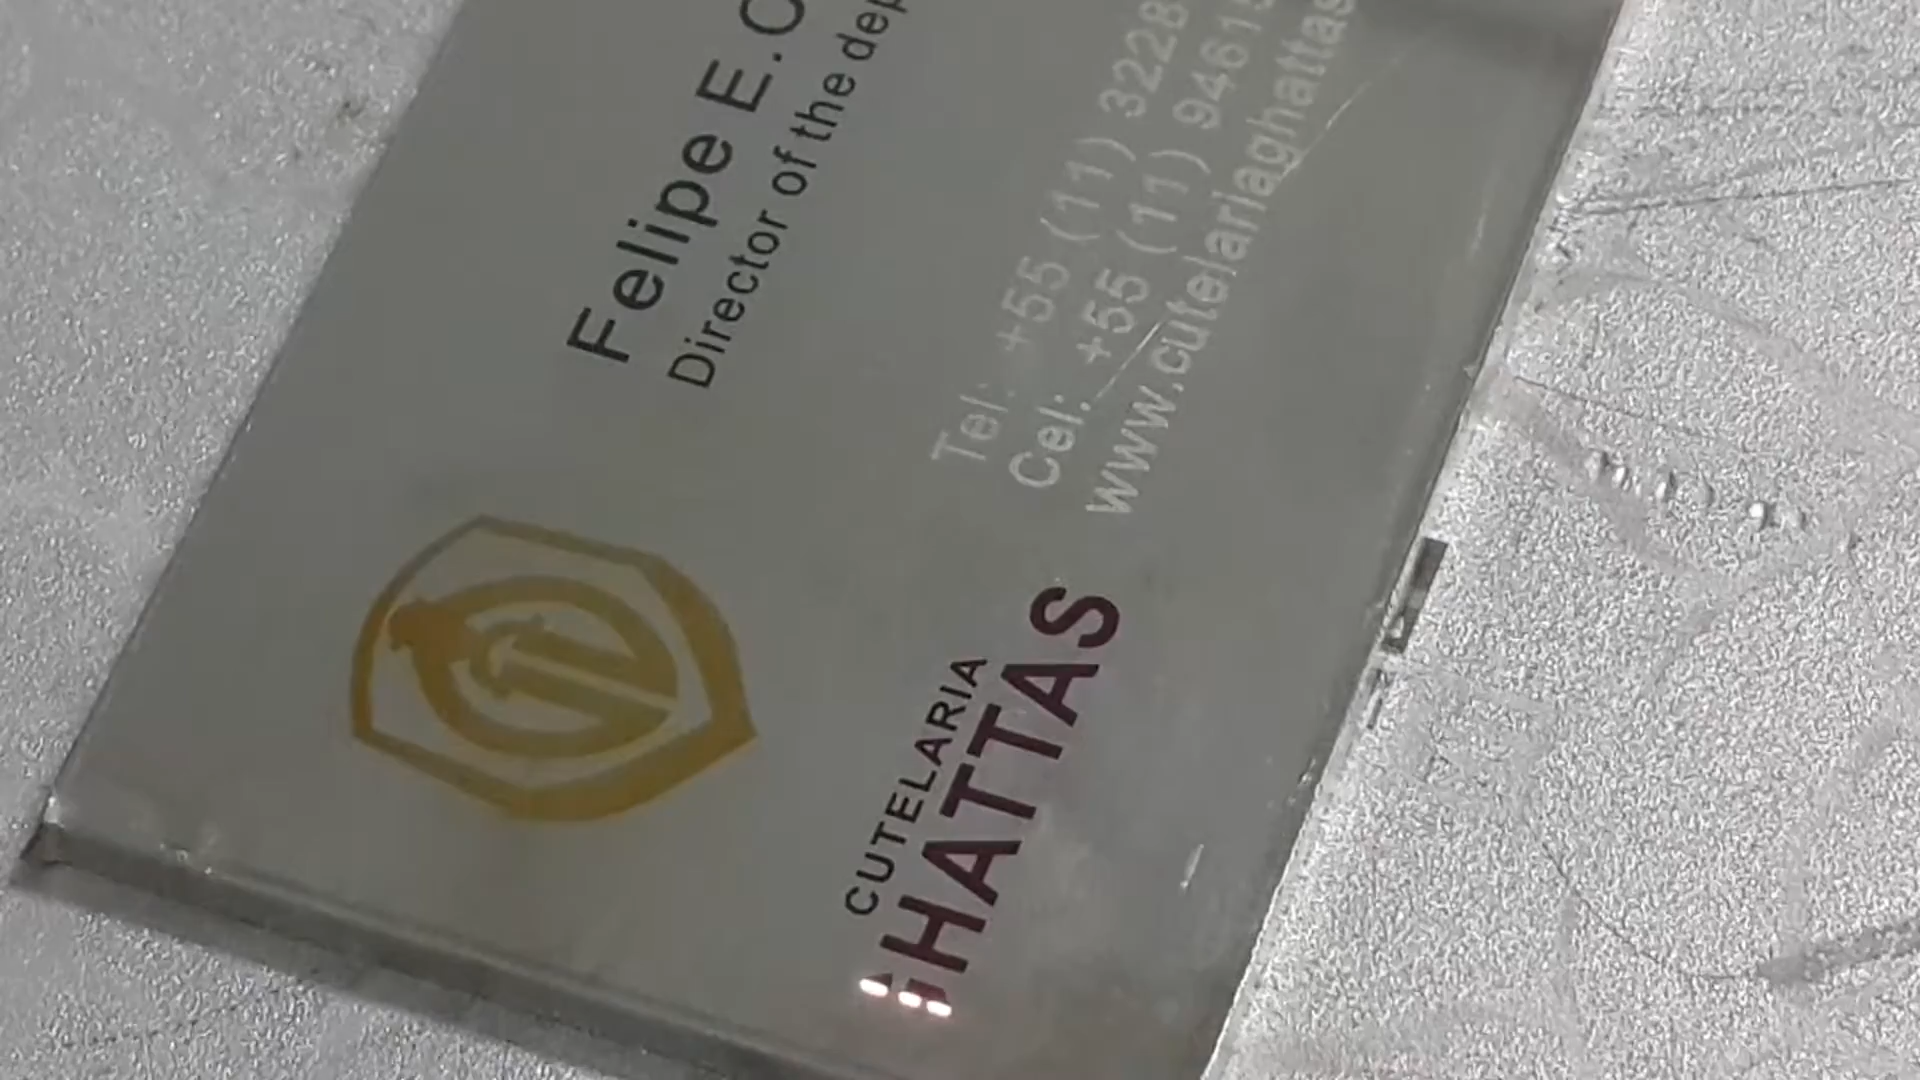 Felipe E.
Director of the
Tel: +55 (11) 3228
Cel: +55 (11) 9461
www.cutelariaghattas
CUTELARIA
HATTAS